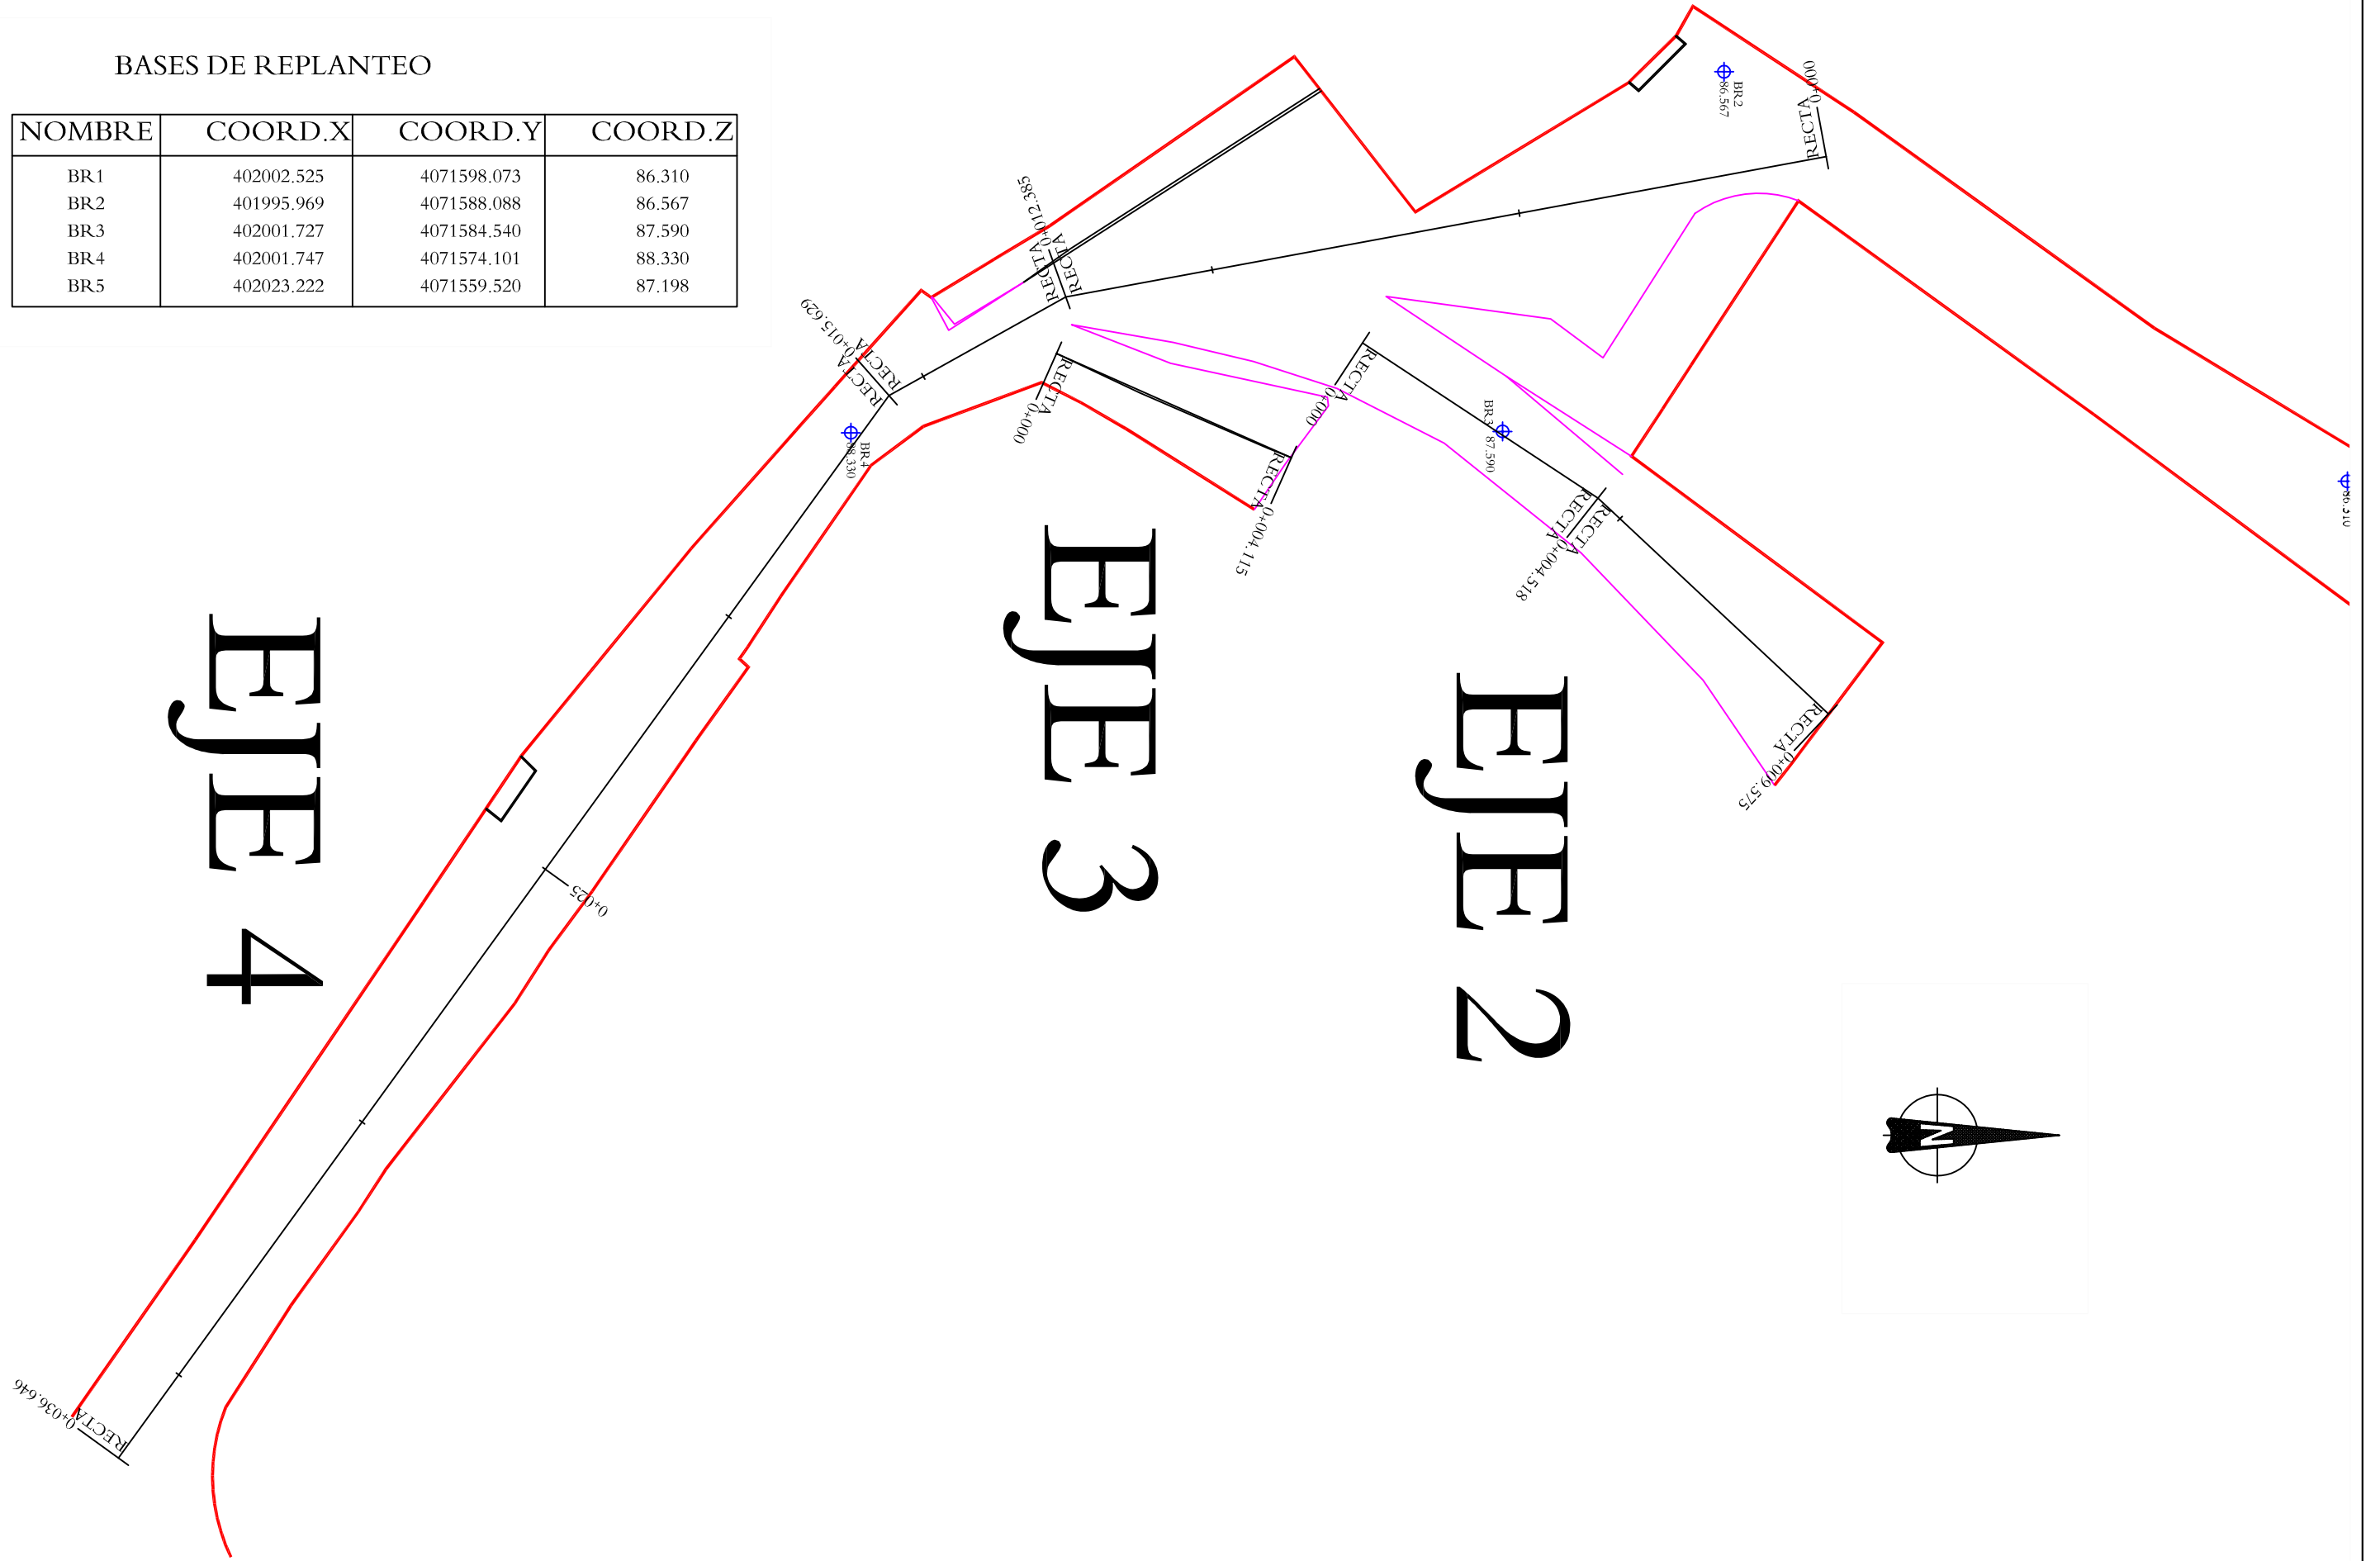 BASES DE REPLANTEO
NOMBRE COORD.X COORD.Y COORD.Z
BR1 402002.525 4071598.073 86.310
BR2 401995.969 4071588.088 86.567
BR3 402001.727 4071584.540 87.590
BR4 402001.747 4071574.101 88.330
BR5 402023.222 4071559.520 87.198
BR2
86.567
RECTA 0+000
RECTA 0+012.385
RECTA
RECTA 0+015.629
RECTA
BR4
88.330
RECTA
0+000
RECTA
0+004.115
RECTA
0+000
BR3 87.590
RECTA
RECTA
0+004.518
RECTA
0+009.575
86.310
0+025
RECTA
0+036.646
EJE 4
EJE 3
EJE 2
N